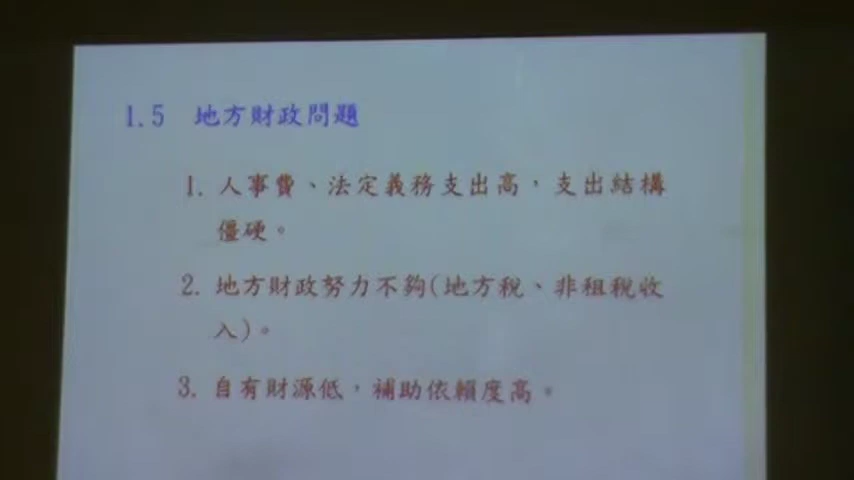 1.5 地方財政問題
1. 人事費、法定義務支出高，支出結構
僵硬。
2. 地方財政努力不夠(地方稅、非租稅收
入)。
3. 自有財源低，補助依賴度高。